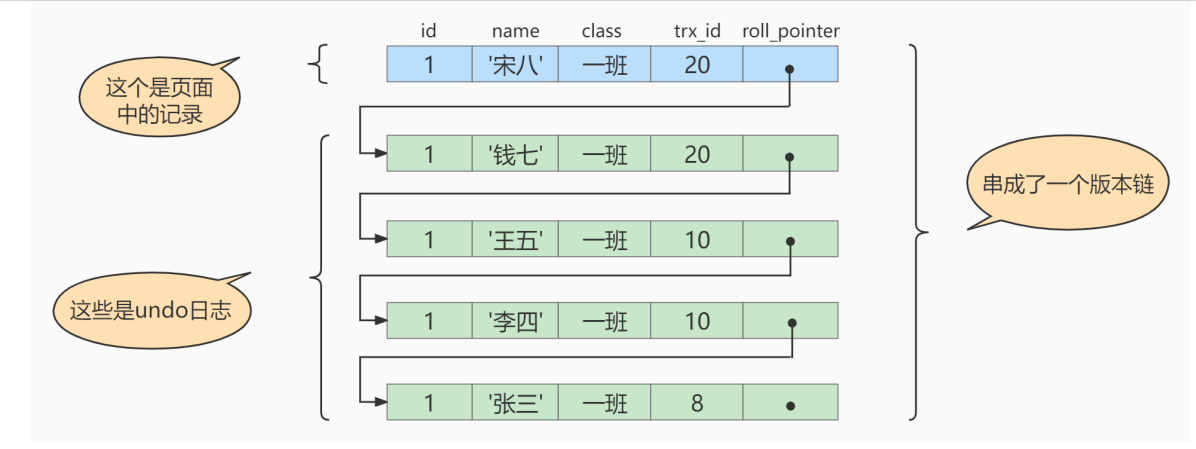 id name class trx_id roll_pointer
1 '宋八' 一班 20
这个是页面
中的记录
1 '钱七' 一班 20
串成了一个版本链
1 '王五' 一班 10
这些是undo日志
1 '李四' 一班 10
1 '张三' 一班 8